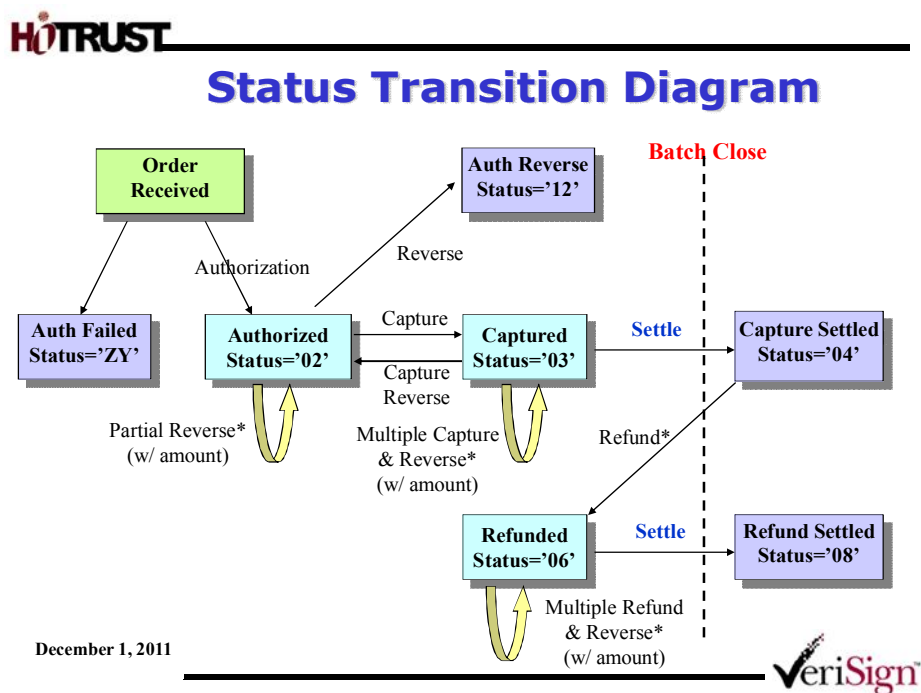 HiTRUST
Status Transition Diagram
Order
Received
Auth Reverse
Status=’12’
Batch Close
Authorization
Reverse
Auth Failed
Status=’ZY’
Authorized
Status=’02’
Capture
Capture
Reverse
Captured
Status=’03’
Settle
Capture Settled
Status=’04’
Partial Reverse*
(w/ amount)
Multiple Capture
& Reverse*
(w/ amount)
Refund*
Refunded
Status=’06’
Settle
Refund Settled
Status=’08’
Multiple Refund
& Reverse*
(w/ amount)
December 1, 2011
VeriSign